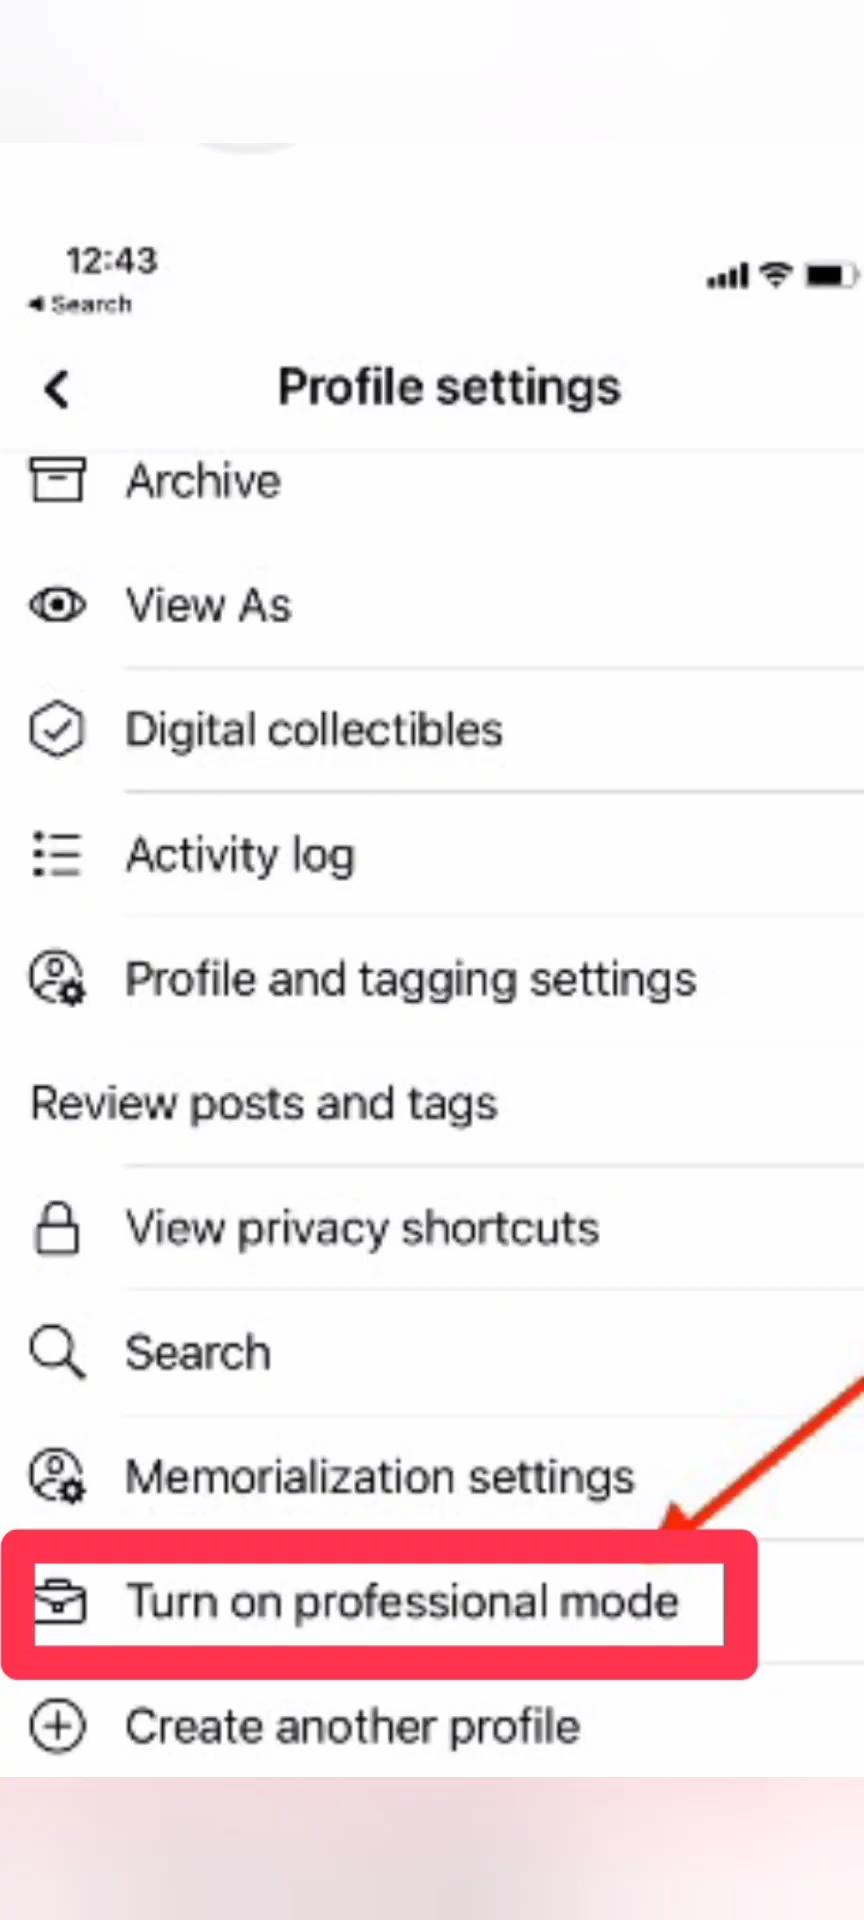 12:43
◀ Search
Profile settings
Archive
View As
Digital collectibles
Activity log
Profile and tagging settings
Review posts and tags
View privacy shortcuts
Search
Memorialization settings
Turn on professional mode
Create another profile